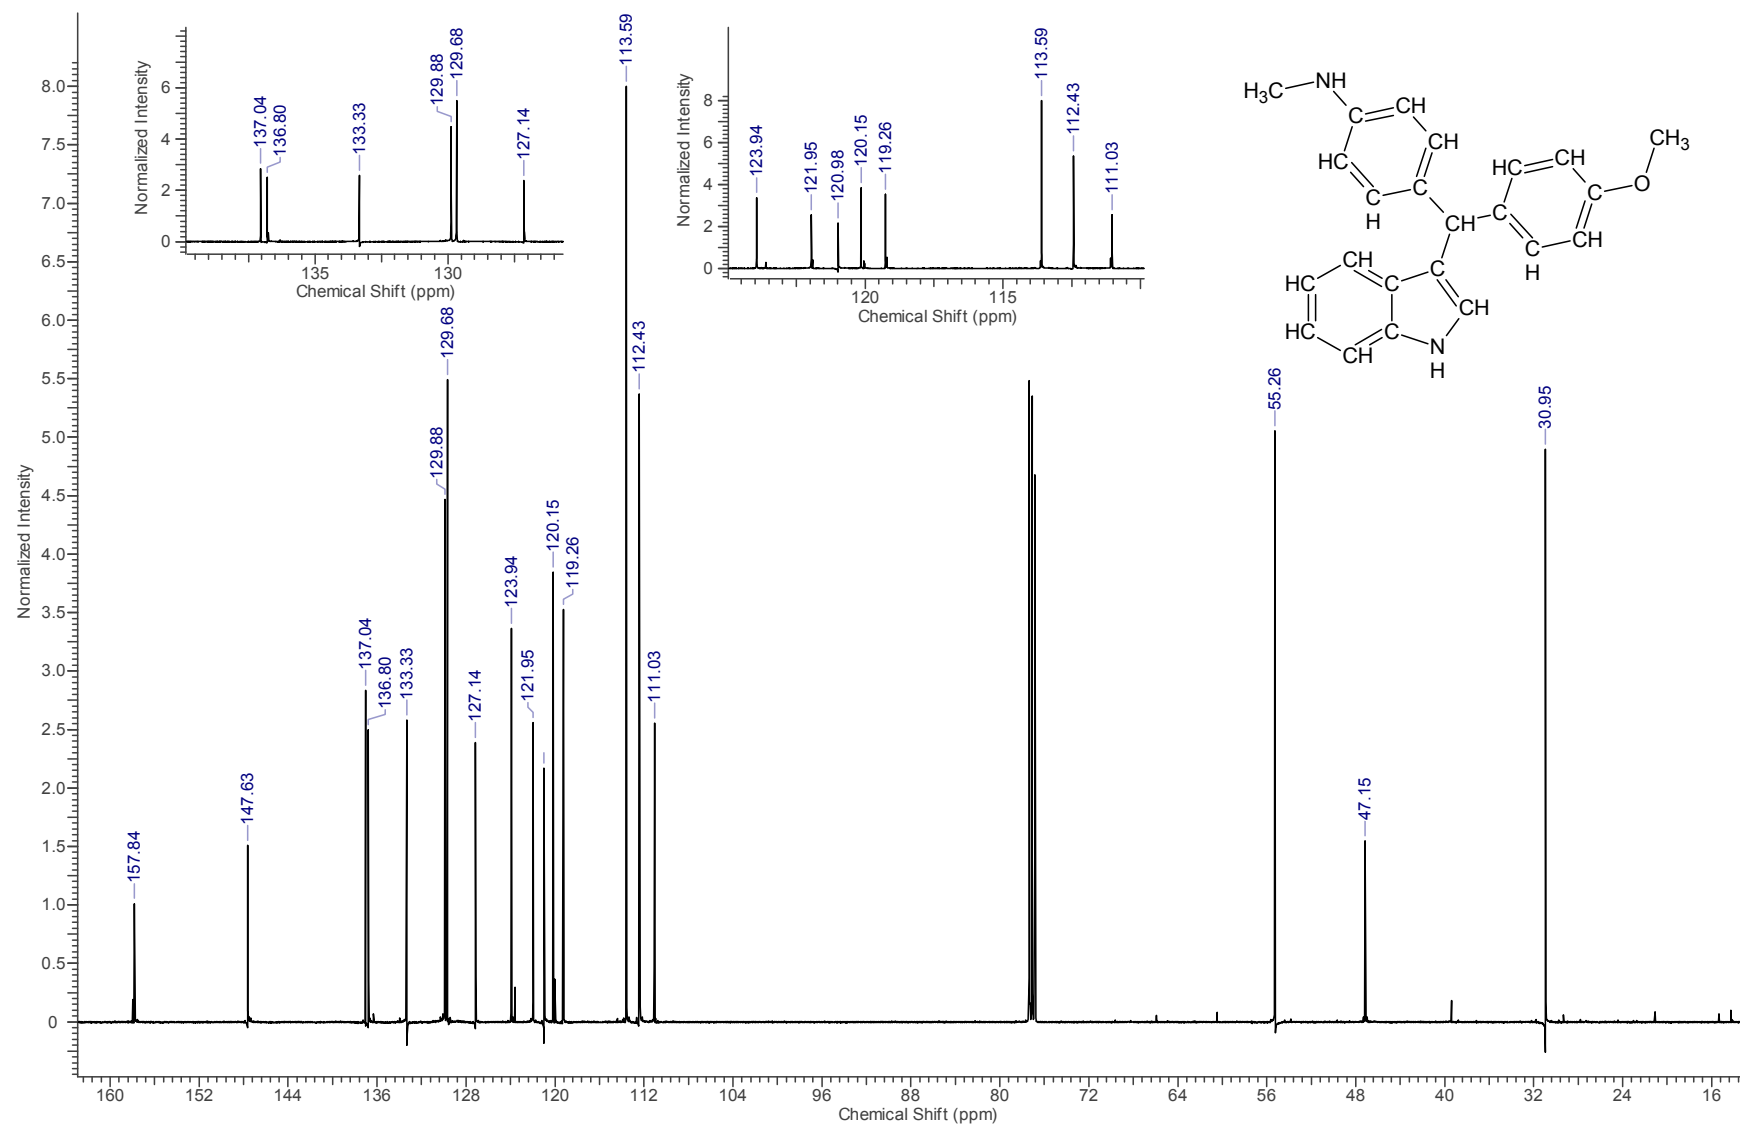 113.59
129.68
129.88
137.04
136.80
133.33
127.14
Normalized Intensity
6
4
2
0
135
130
Chemical Shift (ppm)
113.59
112.43
111.03
120.15
119.26
120.98
121.95
123.94
Normalized Intensity
8
6
4
2
0
120
115
Chemical Shift (ppm)
NH
H3C
C
CH
CH
HC
C
C
H
CH
HC
CH
C
O
CH3
C
C
H
CH
C
CH
N
H
C
C
CH
HC
HC
CH
8.0
7.5
7.0
6.5
6.0
5.5
5.0
4.5
4.0
3.5
3.0
2.5
2.0
1.5
1.0
0.5
0
Normalized Intensity
157.84
147.63
137.04
136.80
133.33
129.88
129.68
127.14
123.94
121.95
120.15
119.26
112.43
111.03
55.26
47.15
30.95
160
152
144
136
128
120
112
104
96
88
80
72
64
56
48
40
32
24
16
Chemical Shift (ppm)